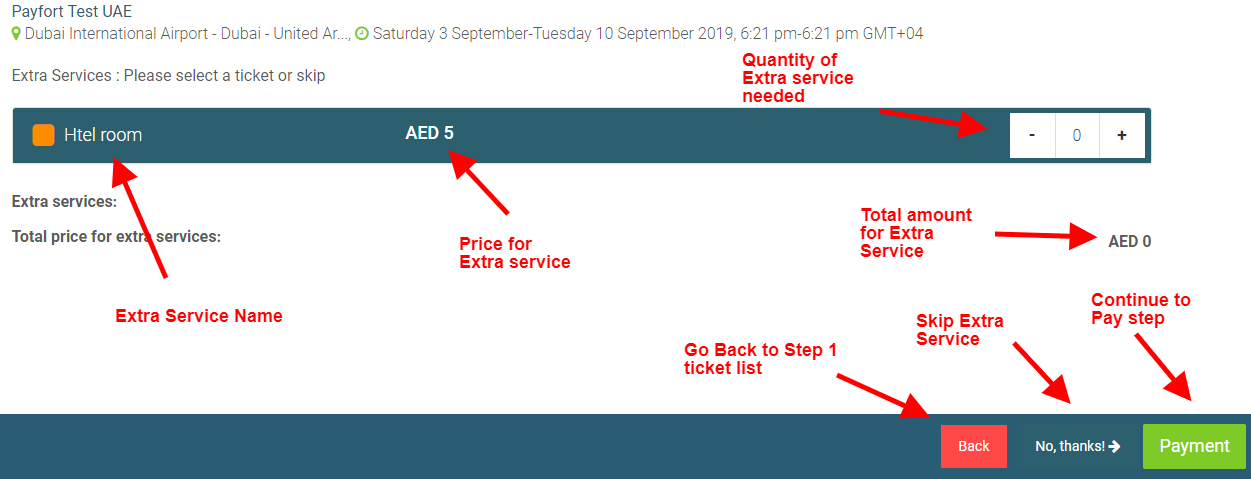 Payfort Test UAE
Dubai International Airport - Dubai - United Ar..., Saturday 3 September-Tuesday 10 September 2019, 6:21 pm-6:21 pm GMT+04
Extra Services : Please select a ticket or skip
Quantity of
Extra service
needed
Htel room
AED 5
- 0 +
Extra services:
Total price for extra services:
Total amount
for Extra
Service
AED 0
Price for
Extra service
Extra Service Name
Continue to
Pay step
Skip Extra
Service
Go Back to Step 1
ticket list
Back
No, thanks!
Payment